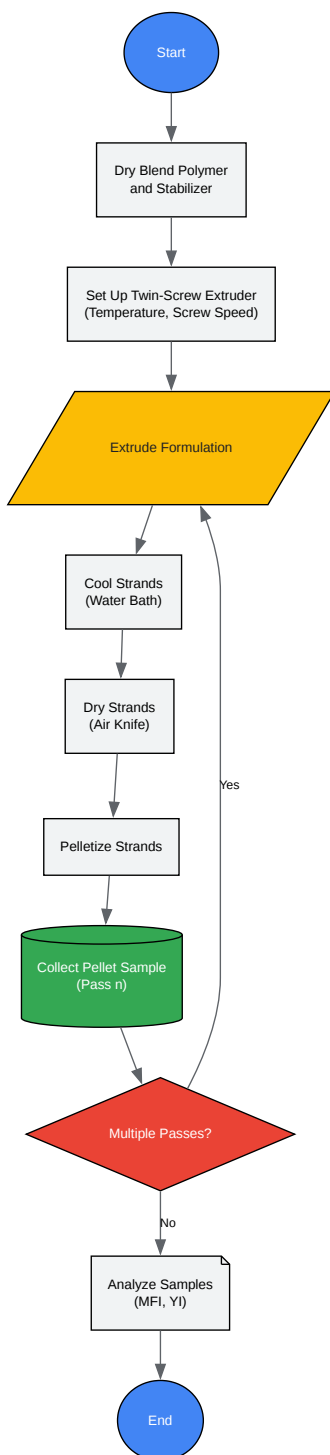 Start
Dry Blend Polymer
and Stabilizer
Set Up Twin-Screw Extruder
(Temperature, Screw Speed)
Extrude Formulation
Cool Strands
(Water Bath)
Dry Strands
(Air Knife)
Yes
Pelletize Strands
Collect Pellet Sample
(Pass n)
Multiple Passes?
No
Analyze Samples
(MFI, YI)
End